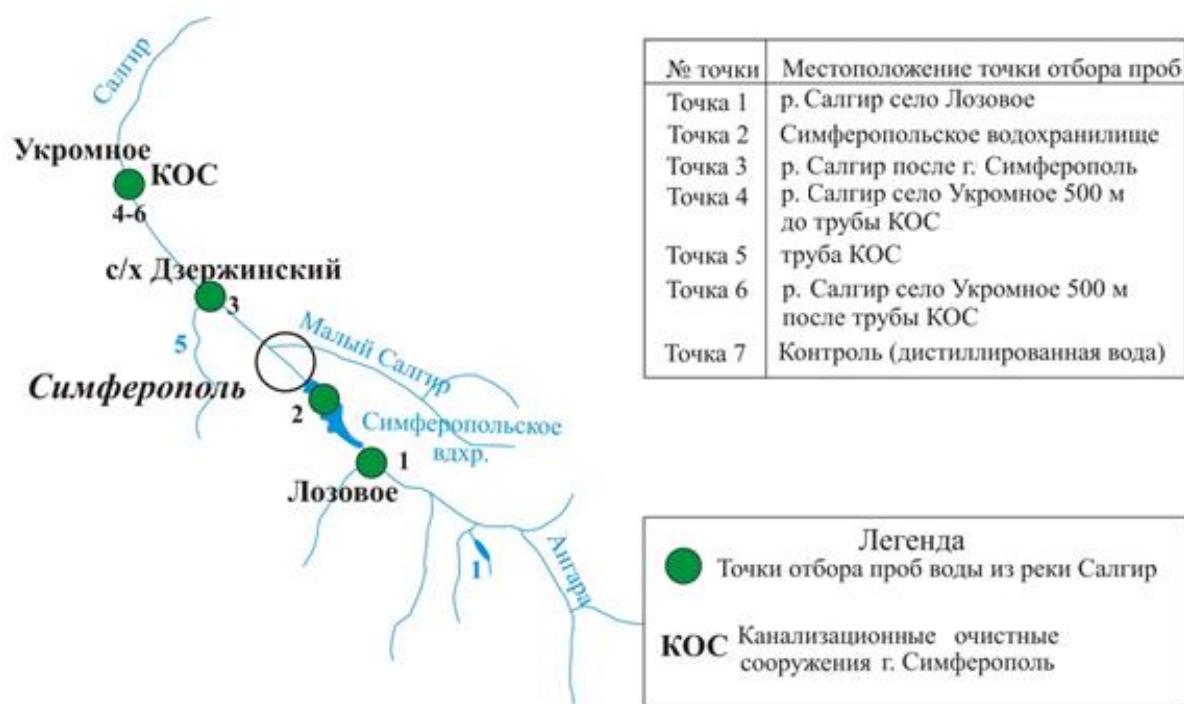 Салгир
Укромное
КОС
4-6
с/х Дзержинский
3
5
Малый Салгир
Симферополь
2
Симферопольское
вдхр.
1
Лозовое
1
Ангара
№ точки Местоположение точки отбора проб
Точка 1 р. Салгир село Лозовое
Точка 2 Симферопольское водохранилище
Точка 3 р. Салгир после г. Симферополь
Точка 4 р. Салгир село Укромное 500 м
до трубы КОС
Точка 5 труба КОС
Точка 6 р. Салгир село Укромное 500 м
после трубы КОС
Точка 7 Контроль (дистиллированная вода)
Легенда
Точки отбора проб воды из реки Салгир
КОС Канализационные очистные
сооружения г. Симферополь